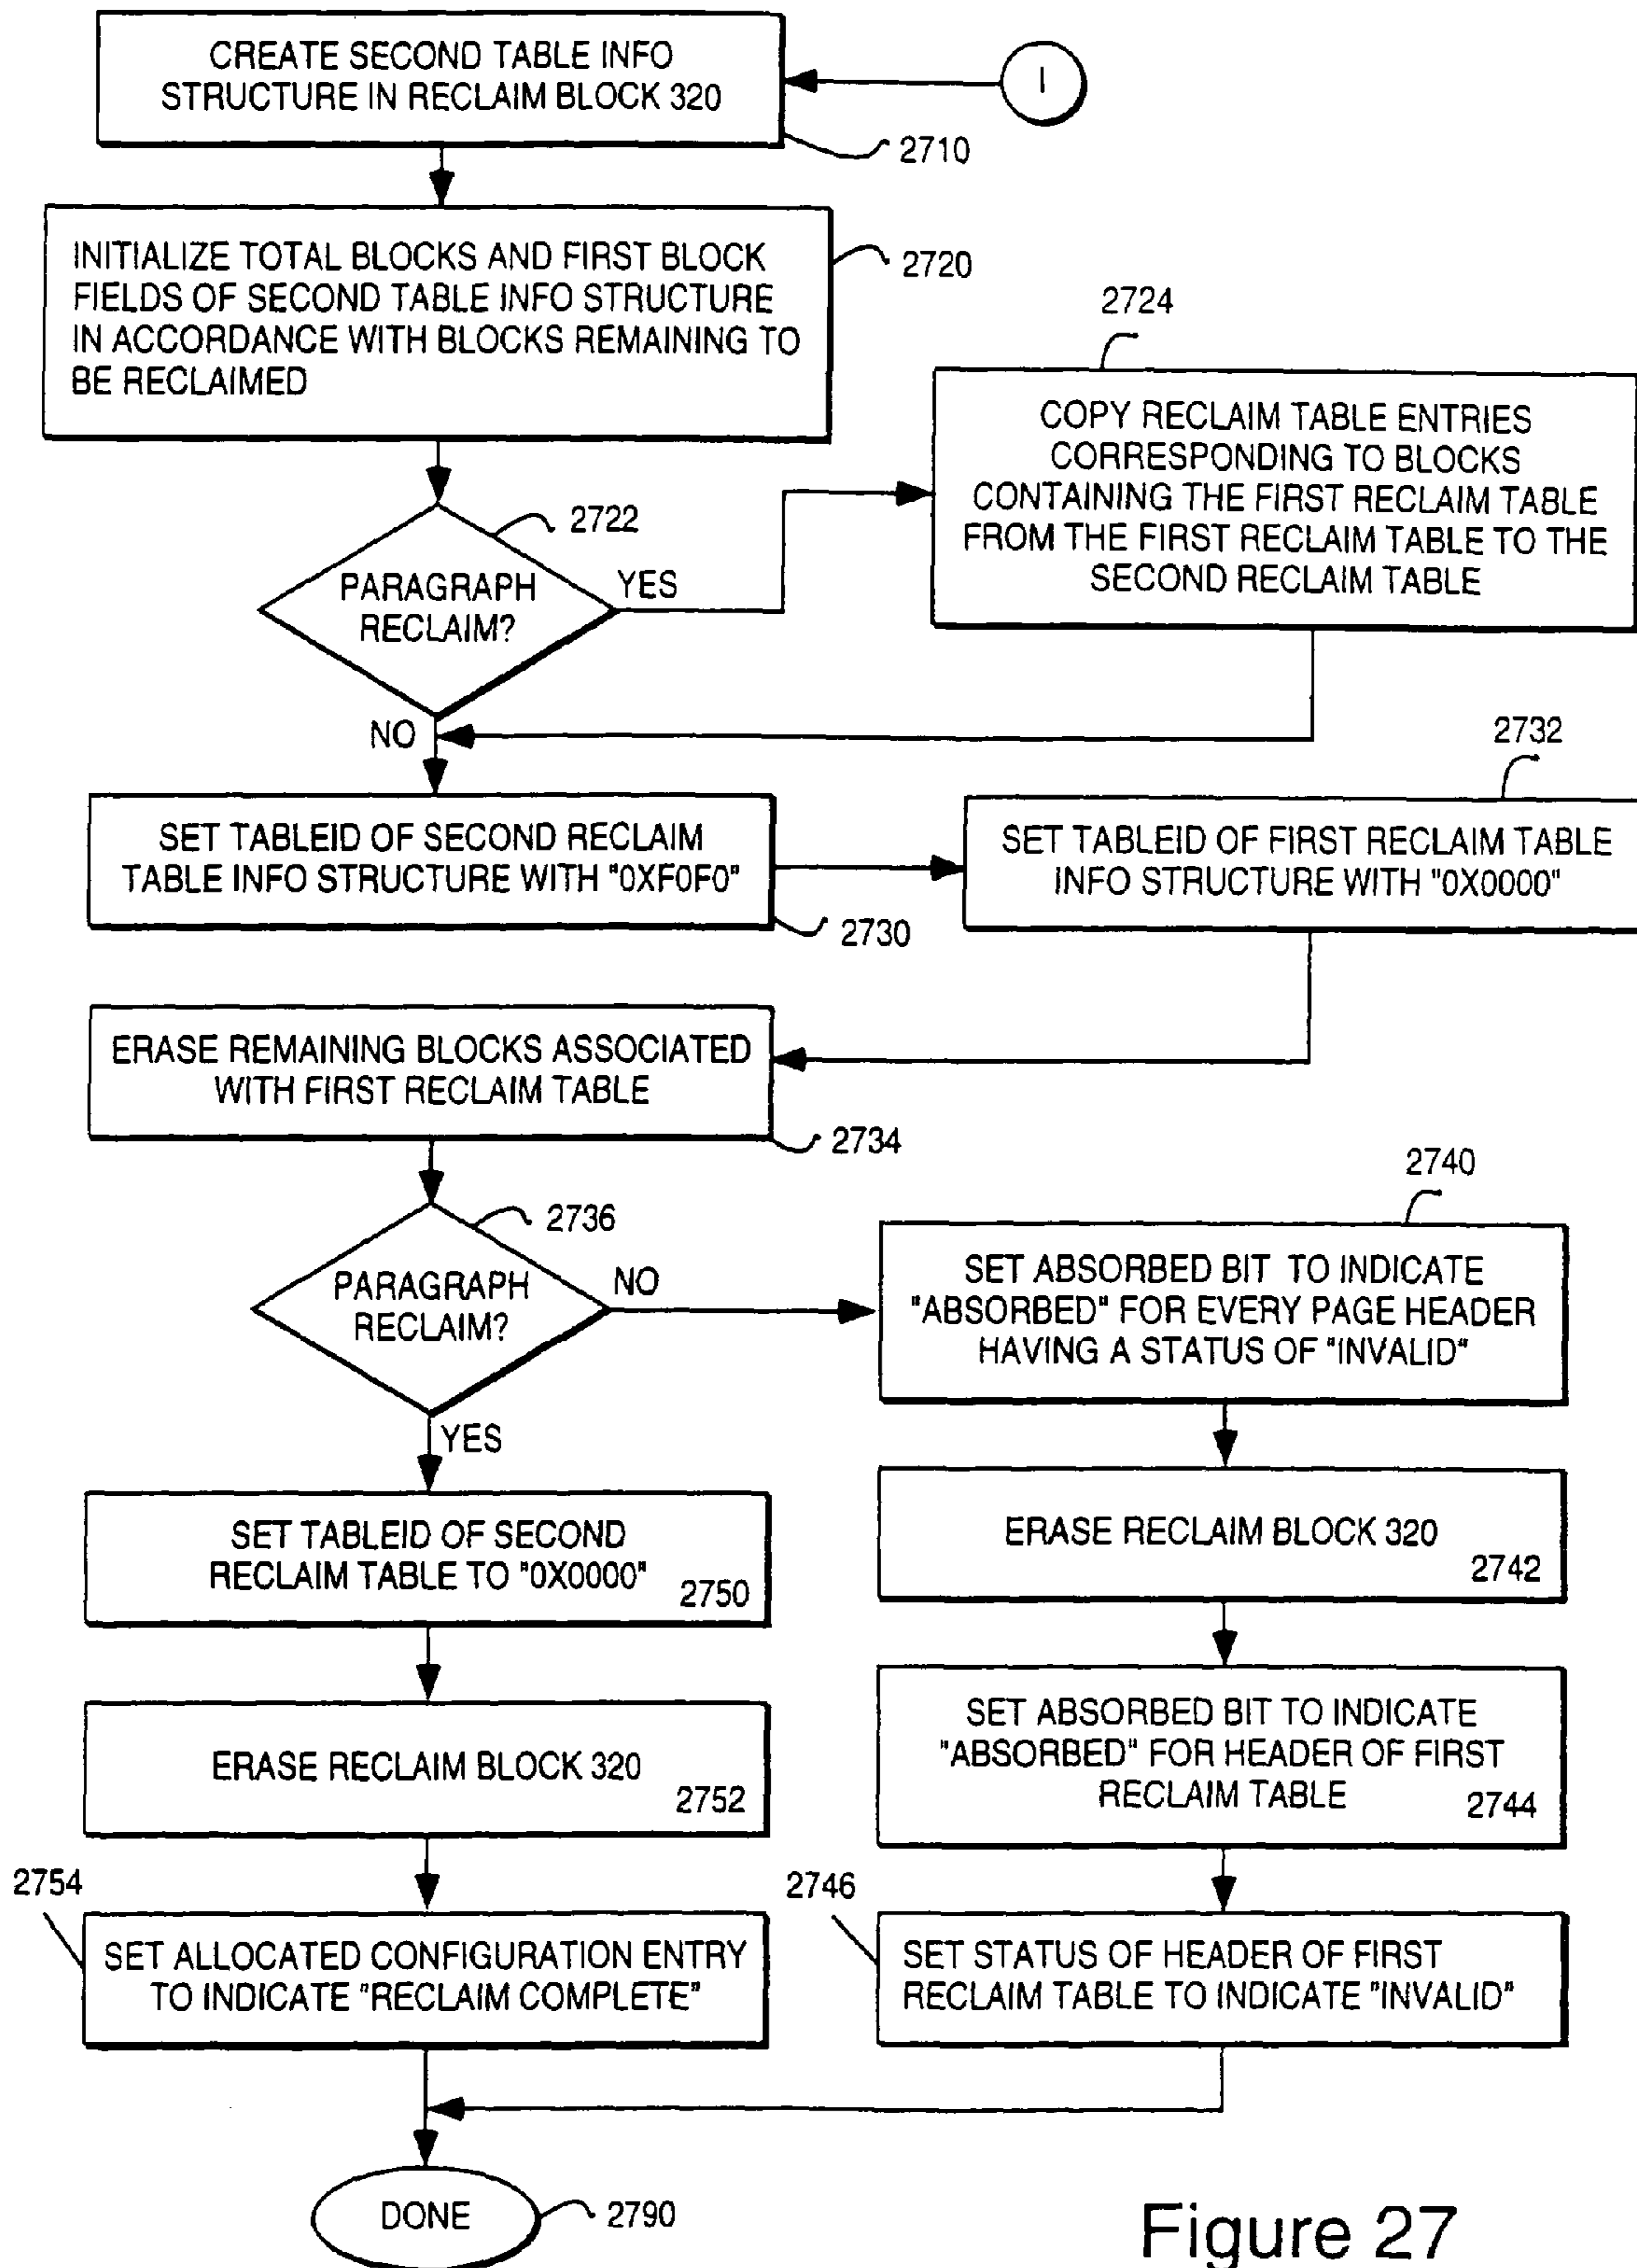 CREATE SECOND TABLE INFO
STRUCTURE IN RECLAIM BLOCK 320
I
2710
INITIALIZE TOTAL BLOCKS AND FIRST BLOCK
FIELDS OF SECOND TABLE INFO STRUCTURE
IN ACCORDANCE WITH BLOCKS REMAINING TO
BE RECLAIMED
2720
2722
PARAGRAPH
RECLAIM?
YES
NO
2724
COPY RECLAIM TABLE ENTRIES
CORRESPONDING TO BLOCKS
CONTAINING THE FIRST RECLAIM TABLE
FROM THE FIRST RECLAIM TABLE TO THE
SECOND RECLAIM TABLE
SET TABLEID OF SECOND RECLAIM
TABLE INFO STRUCTURE WITH "0XF0F0"
2730
2732
SET TABLEID OF FIRST RECLAIM TABLE
INFO STRUCTURE WITH "0X0000"
ERASE REMAINING BLOCKS ASSOCIATED
WITH FIRST RECLAIM TABLE
2734
2736
PARAGRAPH
RECLAIM?
NO
YES
2740
SET ABSORBED BIT TO INDICATE
"ABSORBED" FOR EVERY PAGE HEADER
HAVING A STATUS OF "INVALID"
SET TABLEID OF SECOND
RECLAIM TABLE TO "0X0000"
2750
ERASE RECLAIM BLOCK 320
2742
ERASE RECLAIM BLOCK 320
2752
SET ABSORBED BIT TO INDICATE
"ABSORBED" FOR HEADER OF FIRST
RECLAIM TABLE
2744
2754
SET ALLOCATED CONFIGURATION ENTRY
TO INDICATE "RECLAIM COMPLETE"
2746
SET STATUS OF HEADER OF FIRST
RECLAIM TABLE TO INDICATE "INVALID"
DONE
2790
Figure 27